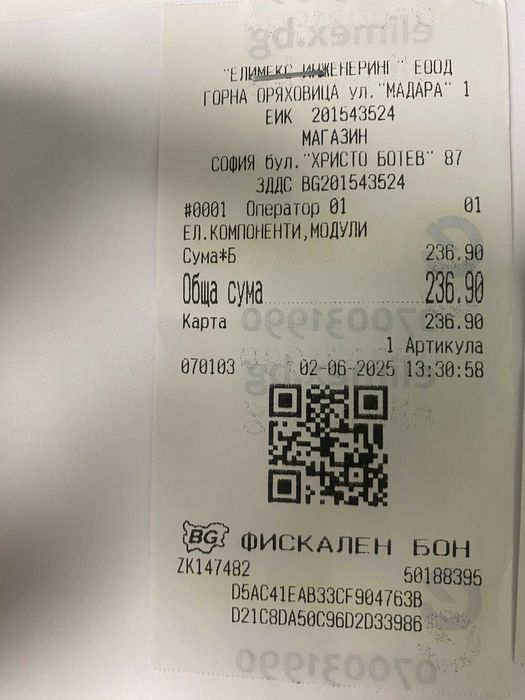 "ЕЛИМЕКС ИНЖЕНЕРИНГ" ЕООД
ГОРНА ОРЯХОВИЦА ул."МАДАРА" 1
ЕИК 201543524
МАГАЗИН
СОФИЯ бул."ХРИСТО БОТЕВ" 87
ЗДДС BG201543524
#0001 Оператор 01 01
ЕЛ.КОМПОНЕНТИ,МОДУЛИ
Сума*Б 236.90
Обща сума 236.90
Карта 236.90
1 Артикула
070103 02-06-2025 13:30:58
BG ФИСКАЛЕН БОН
ZK147482 50188395
D5AC41EAB33CF904763B
D21C8DA50C96D2D33986